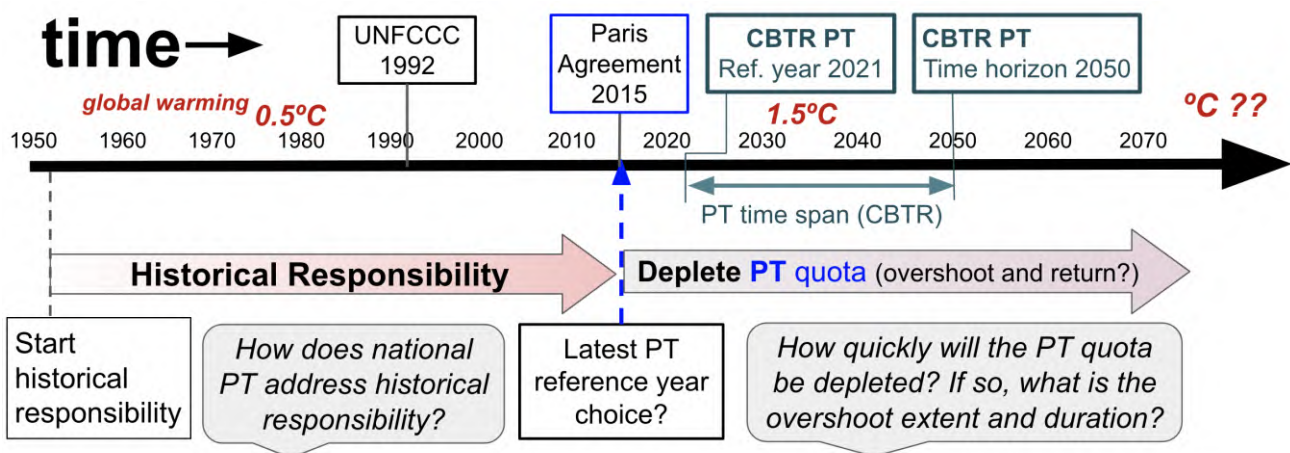 time
UNFCCC
1992
Paris
Agreement
2015
CBTR PT
Ref. year 2021
CBTR PT
Time horizon 2050
global warming 0.5ºC
1.5ºC
ºC ??
1950 1960 1970 1980 1990 2000 2010 2020 2030 2040 2050 2060 2070
PT time span (CBTR)
Historical Responsibility
Deplete PT quota (overshoot and return?)
Start
historical
responsibility
How does national
PT address historical
responsibility?
Latest PT
reference year
choice?
How quickly will the PT quota
be depleted? If so, what is the
overshoot extent and duration?